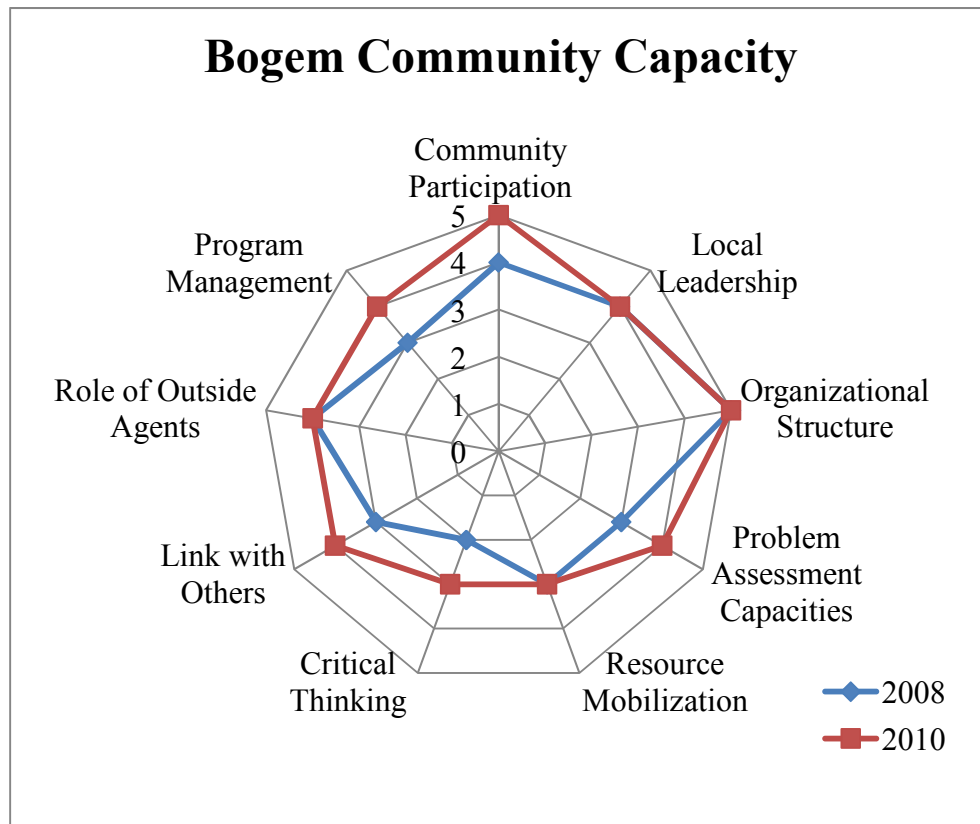 Bogem Community Capacity
Community
Participation
Local
Leadership
Organizational
Structure
Problem
Assessment
Capacities
Resource
Mobilization
Critical
Thinking
Link with
Others
Role of Outside
Agents
Program
Management
5
4
3
2
1
0
2008
2010